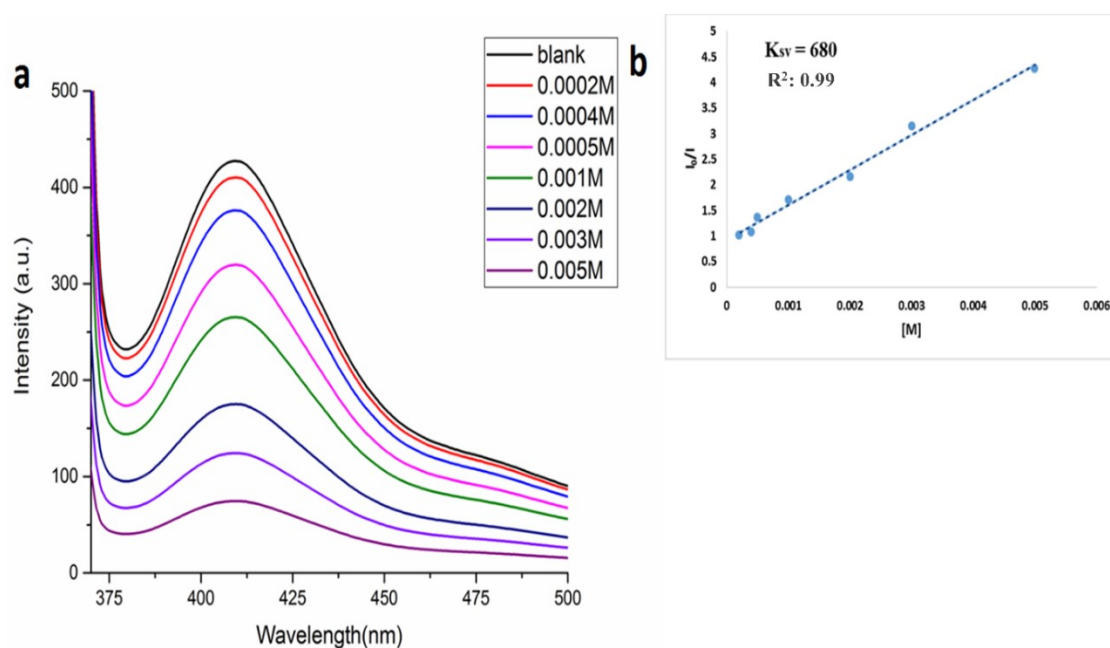 a
blank
0.0002M
0.0004M
0.0005M
0.001M
0.002M
0.003M
0.005M
500
400
300
200
100
0
Intensity (a.u.)
375 400 425 450 475 500
Wavelength(nm)
b
Ksv = 680
R²: 0.99
5
4.5
4
3.5
3
2.5
2
1.5
1
0.5
0
I₀/I
0 0.001 0.002 0.003 0.004 0.005 0.006
[M]